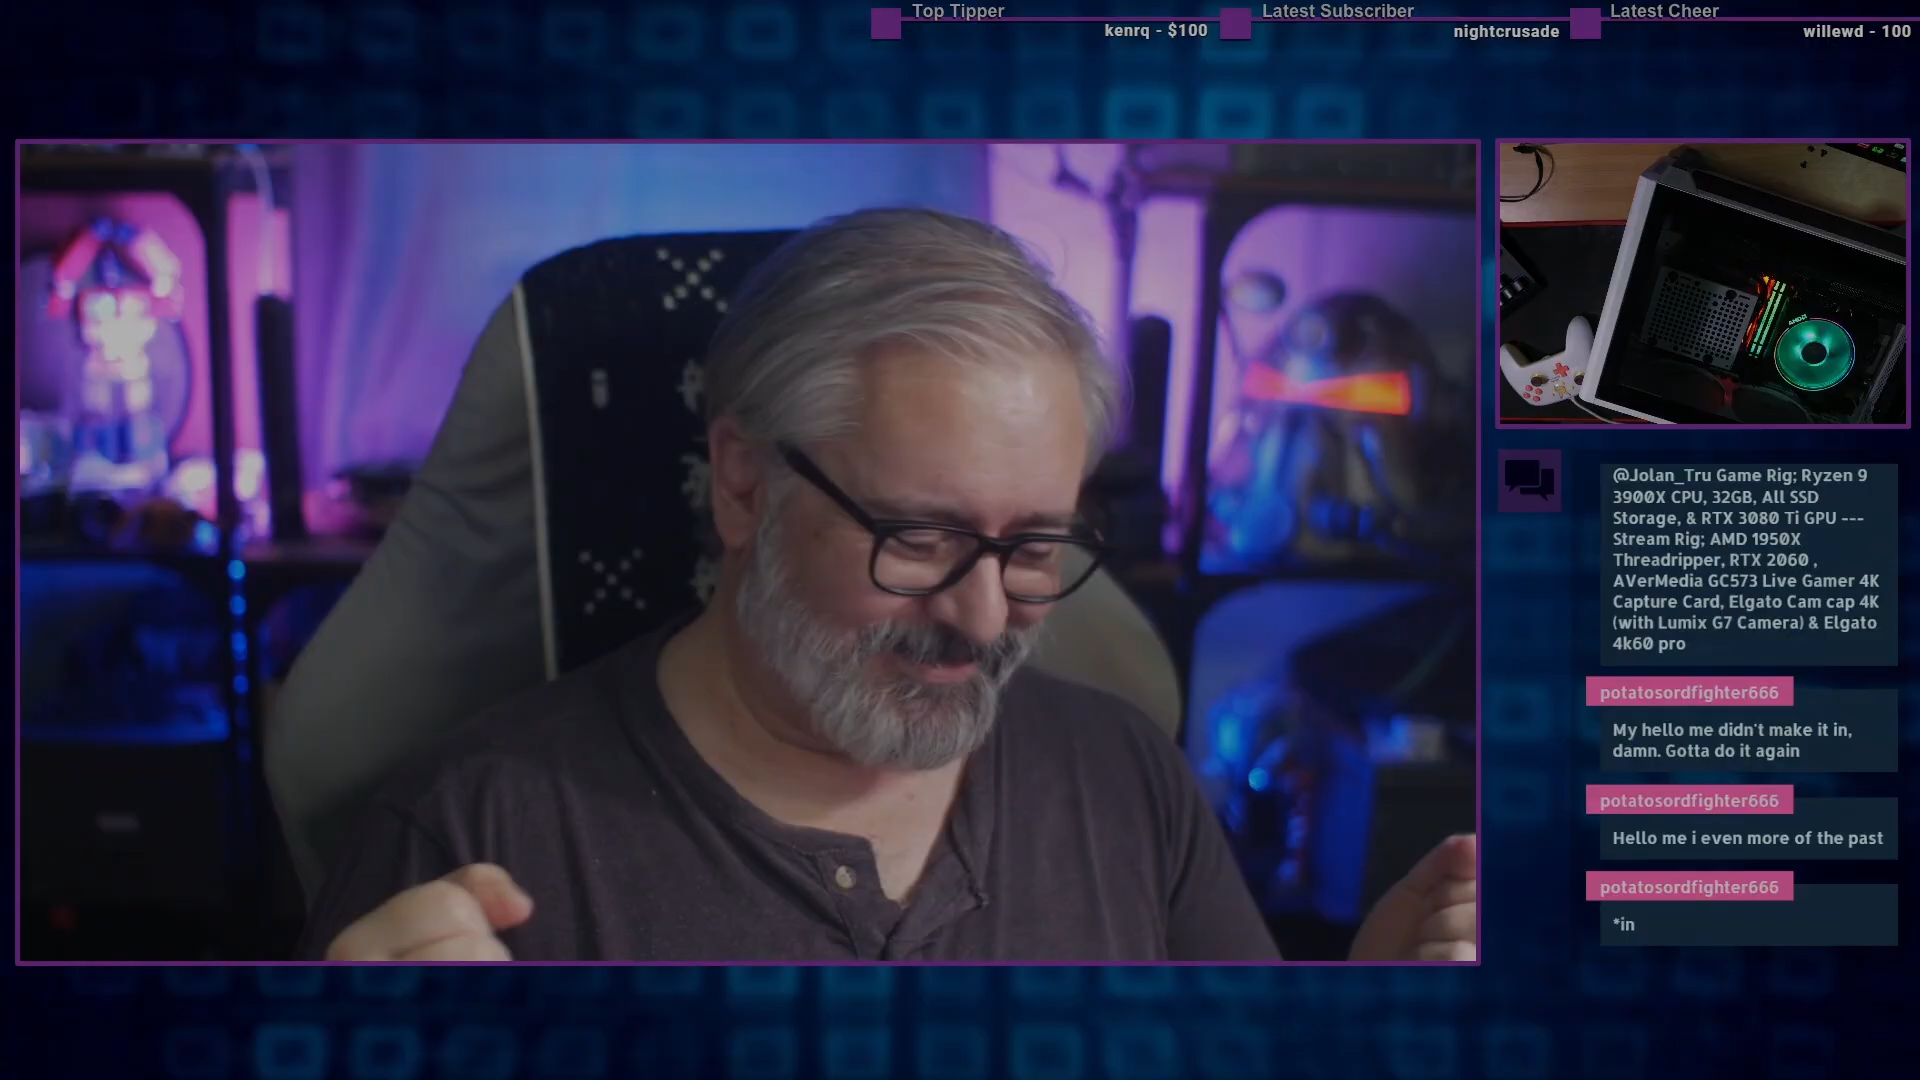 Top Tipper
kenrq - $100
Latest Subscriber
nightcrusade
Latest Cheer
willewd - 100
AMD
@Jolan_Tru Game Rig; Ryzen 9
3900X CPU, 32GB, All SSD
Storage, & RTX 3080 Ti GPU ---
Stream Rig; AMD 1950X
Threadripper, RTX 2060 ,
AVerMedia GC573 Live Gamer 4K
Capture Card, Elgato Cam cap 4K
(with Lumix G7 Camera) & Elgato
4k60 pro
potatosordfighter666
My hello me didn't make it in,
damn. Gotta do it again
potatosordfighter666
Hello me i even more of the past
potatosordfighter666
*in